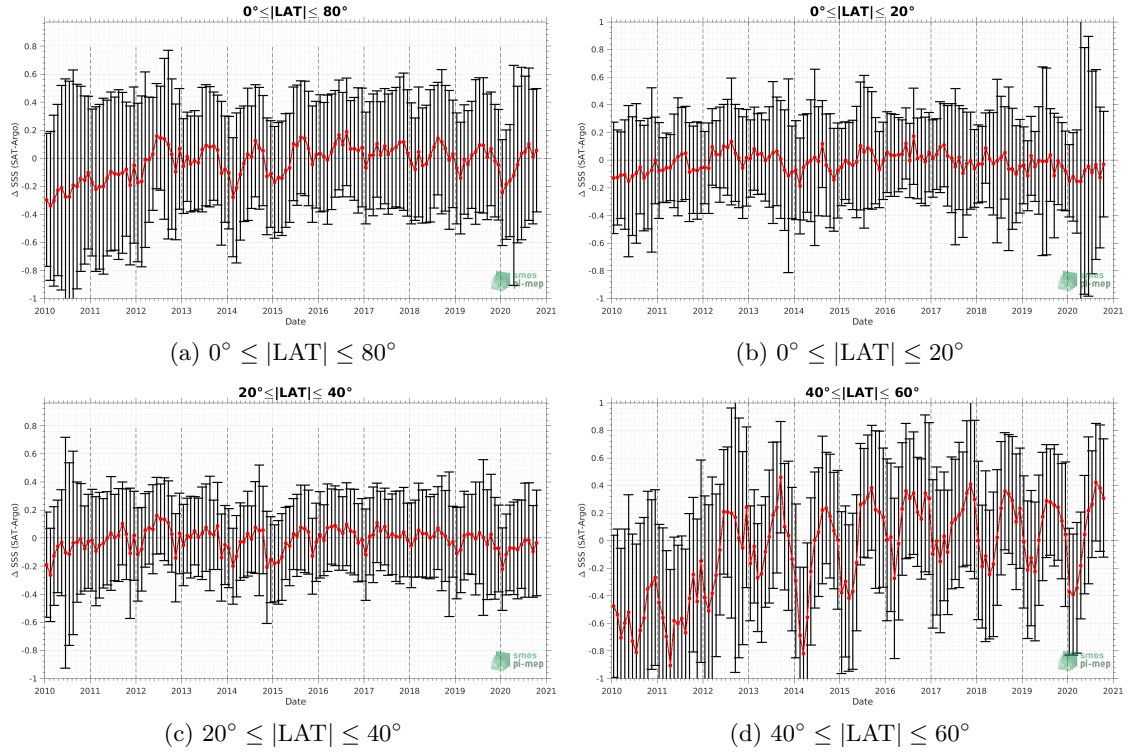 0°≤|LAT|≤ 80°
Δ SSS (SAT-Argo)
0.8
0.6
0.4
0.2
0
-0.2
-0.4
-0.6
-0.8
-1
2010 2011 2012 2013 2014 2015 2016 2017 2018 2019 2020 2021
Date
smos
pi-mep
(a) 0° ≤ |LAT| ≤ 80°
0°≤|LAT|≤ 20°
Δ SSS (SAT-Argo)
1
0.8
0.6
0.4
0.2
0
-0.2
-0.4
-0.6
-0.8
-1
2010 2011 2012 2013 2014 2015 2016 2017 2018 2019 2020 2021
Date
smos
pi-mep
(b) 0° ≤ |LAT| ≤ 20°
20°≤|LAT|≤ 40°
Δ SSS (SAT-Argo)
0.8
0.6
0.4
0.2
0
-0.2
-0.4
-0.6
-0.8
-1
2010 2011 2012 2013 2014 2015 2016 2017 2018 2019 2020 2021
Date
smos
pi-mep
(c) 20° ≤ |LAT| ≤ 40°
40°≤|LAT|≤ 60°
Δ SSS (SAT-Argo)
1
0.8
0.6
0.4
0.2
0
-0.2
-0.4
-0.6
-0.8
-1
2010 2011 2012 2013 2014 2015 2016 2017 2018 2019 2020 2021
Date
smos
pi-mep
(d) 40° ≤ |LAT| ≤ 60°